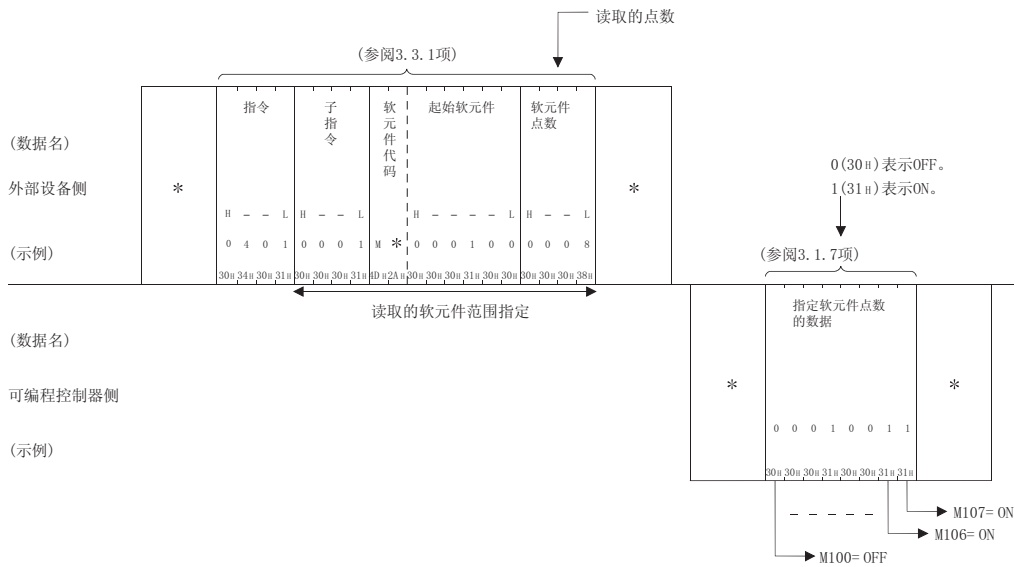 读取的点数
(参阅3.3.1项)
指令
子指令
软元件代码
起始软元件
软元件点数
(数据名)
外部设备侧
*
*
0(30H)表示OFF。
1(31H)表示ON。
H - - L H - - L H - - - - L H - - L
(示例)
0 4 0 1 0 0 0 1 M * 0 0 0 1 0 0 0 0 0 8
(参阅3.1.7项)
30H 34H 30H 31H 30H 30H 30H 31H 4DH 2AH 30H 30H 30H 31H 30H 30H 30H 30H 30H 38H
读取的软元件范围指定
指定软元件点数
的数据
(数据名)
可编程控制器侧
*
*
0 0 0 1 0 0 1 1
(示例)
30H 30H 30H 31H 30H 30H 31H 31H
- - - - -
M107=ON
M106=ON
M100=OFF